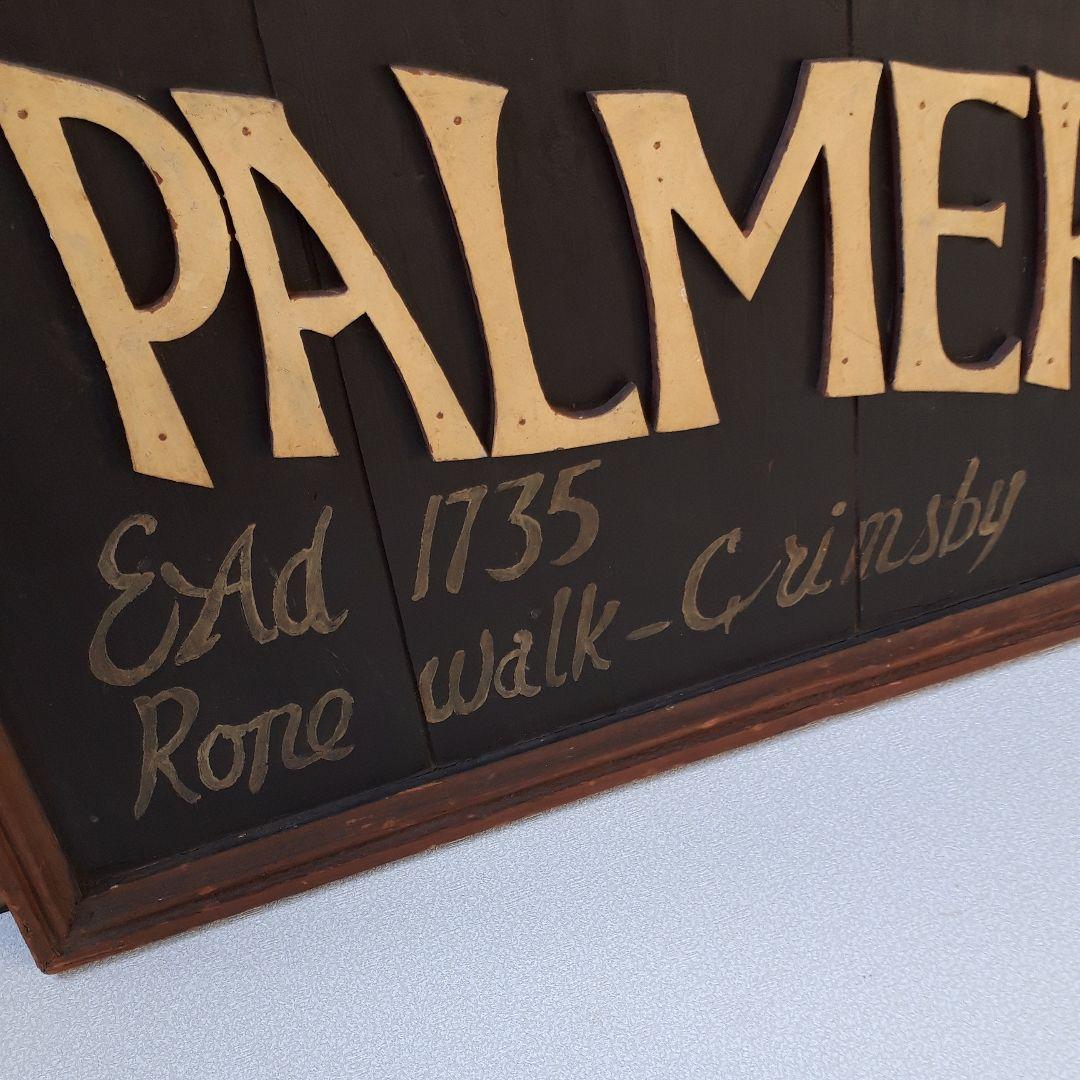 PALMER
EAd 1735
Rone walk - Grimsby